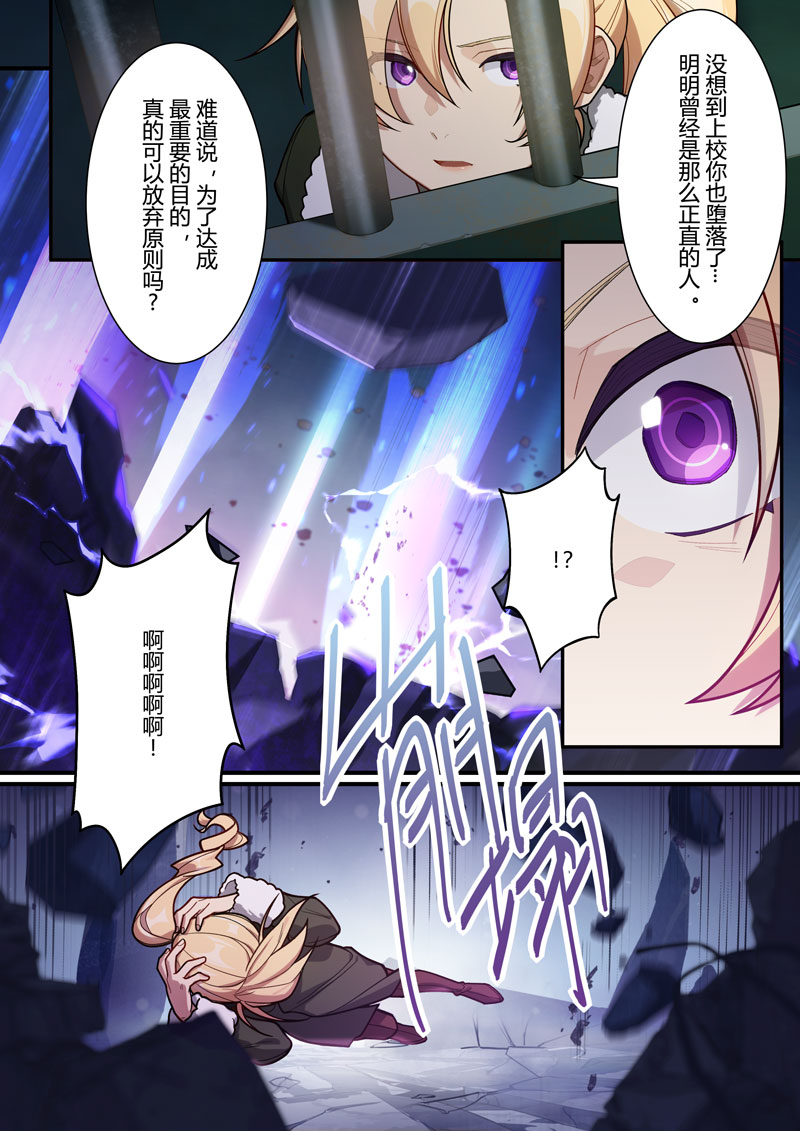 没想到上校你也堕落了…
明明曾经是那么正直的人。
难道说，为了达成
最重要的目的，
真的可以放弃原则吗？
!?
啊啊啊啊啊！
崩塌